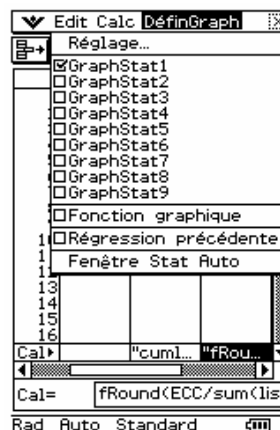 Edit Calc DéfinGraph
Réglage...
GraphStat1
GraphStat2
GraphStat3
GraphStat4
GraphStat5
GraphStat6
GraphStat7
GraphStat8
GraphStat9
Fonction graphique
Régression précédente
Fenêtre Stat Auto
13
14
15
16
Cal▸ "cuml... "fRou...
Cal= fRound(ECC/sum(lis
Rad Auto Standard